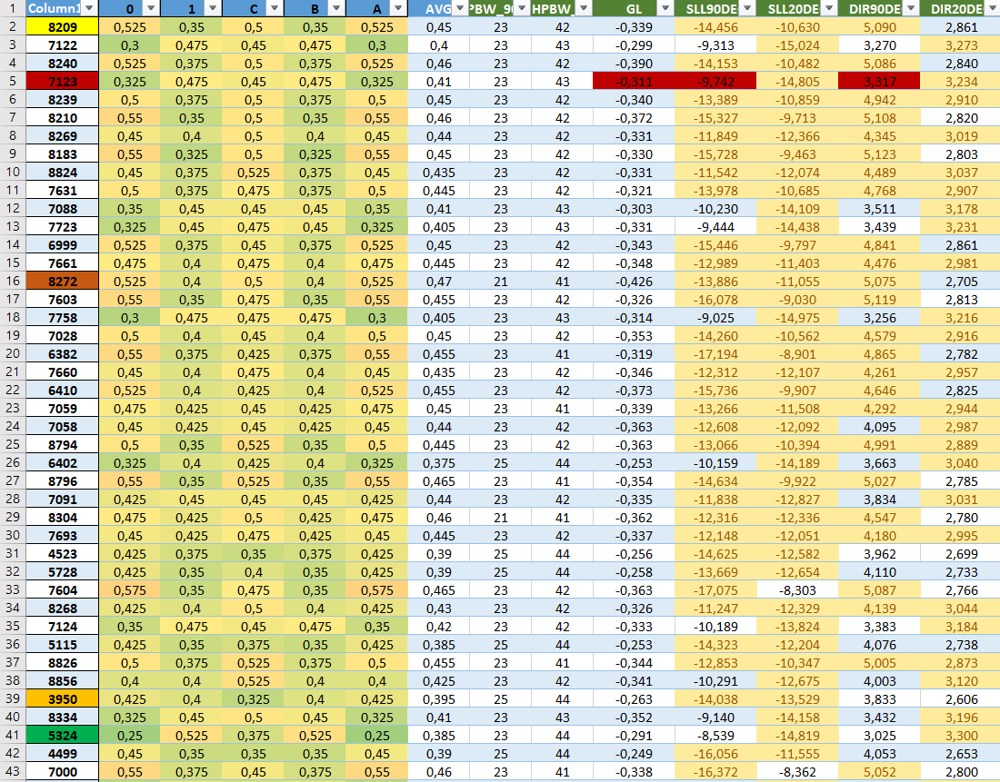 1 Column1 0 1 C B A AVG PBW_90 HPBW_ GL SLL90DE SLL20DE DIR90DE DIR20DE
2 8209 0,525 0,35 0,5 0,35 0,525 0,45 23 42 -0,339 -14,456 -10,630 5,090 2,861
3 7122 0,3 0,475 0,45 0,475 0,3 0,4 23 43 -0,299 -9,313 -15,024 3,270 3,273
4 8240 0,525 0,375 0,5 0,375 0,525 0,46 23 42 -0,390 -14,153 -10,482 5,086 2,840
5 7123 0,325 0,475 0,45 0,475 0,325 0,41 23 43 -0,311 -9,742 -14,805 3,317 3,234
6 8239 0,5 0,375 0,5 0,375 0,5 0,45 23 42 -0,340 -13,389 -10,859 4,942 2,910
7 8210 0,55 0,35 0,5 0,35 0,55 0,46 23 42 -0,372 -15,327 -9,713 5,108 2,820
8 8269 0,45 0,4 0,5 0,4 0,45 0,44 23 42 -0,331 -11,849 -12,366 4,345 3,019
9 8183 0,55 0,325 0,5 0,325 0,55 0,45 23 42 -0,330 -15,728 -9,463 5,123 2,803
10 8824 0,45 0,375 0,525 0,375 0,45 0,435 23 42 -0,331 -11,542 -12,074 4,489 3,037
11 7631 0,5 0,375 0,475 0,375 0,5 0,445 23 42 -0,321 -13,978 -10,685 4,768 2,907
12 7088 0,35 0,45 0,45 0,45 0,35 0,41 23 43 -0,303 -10,230 -14,109 3,511 3,178
13 7723 0,325 0,45 0,475 0,45 0,325 0,405 23 43 -0,331 -9,444 -14,438 3,439 3,231
14 6999 0,525 0,375 0,45 0,375 0,525 0,45 23 42 -0,343 -15,446 -9,797 4,841 2,861
15 7661 0,475 0,4 0,475 0,4 0,475 0,445 23 42 -0,348 -12,989 -11,403 4,476 2,981
16 8272 0,525 0,4 0,5 0,4 0,525 0,47 21 41 -0,426 -13,886 -11,055 5,075 2,705
17 7603 0,55 0,35 0,475 0,35 0,55 0,455 23 42 -0,326 -16,078 -9,030 5,119 2,813
18 7758 0,3 0,475 0,475 0,475 0,3 0,405 23 43 -0,314 -9,025 -14,975 3,256 3,216
19 7028 0,5 0,4 0,45 0,4 0,5 0,45 23 42 -0,353 -14,260 -10,562 4,579 2,916
20 6382 0,55 0,375 0,425 0,375 0,55 0,455 23 41 -0,319 -17,194 -8,901 4,865 2,782
21 7660 0,45 0,4 0,475 0,4 0,45 0,435 23 42 -0,346 -12,312 -12,107 4,261 2,957
22 6410 0,525 0,4 0,425 0,4 0,525 0,455 23 42 -0,373 -15,736 -9,907 4,646 2,825
23 7059 0,475 0,425 0,45 0,425 0,475 0,45 23 41 -0,339 -13,266 -11,508 4,292 2,944
24 7058 0,45 0,425 0,45 0,425 0,45 0,44 23 42 -0,363 -12,608 -12,092 4,095 2,987
25 8794 0,5 0,35 0,525 0,35 0,5 0,445 23 42 -0,363 -13,066 -10,394 4,991 2,889
26 6402 0,325 0,4 0,425 0,4 0,325 0,375 25 44 -0,253 -10,159 -14,189 3,663 3,040
27 8796 0,55 0,35 0,525 0,35 0,55 0,465 23 41 -0,354 -14,634 -9,922 5,027 2,785
28 7091 0,425 0,45 0,45 0,45 0,425 0,44 23 42 -0,335 -11,838 -12,827 3,834 3,031
29 8304 0,475 0,425 0,5 0,425 0,475 0,46 21 41 -0,362 -12,316 -12,336 4,547 2,780
30 7693 0,45 0,425 0,475 0,425 0,45 0,445 23 42 -0,337 -12,148 -12,051 4,180 2,995
31 4523 0,425 0,375 0,35 0,375 0,425 0,39 25 44 -0,256 -14,625 -12,582 3,962 2,699
32 5728 0,425 0,35 0,4 0,35 0,425 0,39 25 44 -0,258 -13,669 -12,654 4,110 2,733
33 7604 0,575 0,35 0,475 0,35 0,575 0,465 23 42 -0,363 -17,075 -8,303 5,087 2,766
34 8268 0,425 0,4 0,5 0,4 0,425 0,43 23 42 -0,326 -11,247 -12,329 4,139 3,044
35 7124 0,35 0,475 0,45 0,475 0,35 0,42 23 42 -0,333 -10,189 -13,824 3,383 3,184
36 5115 0,425 0,35 0,375 0,35 0,425 0,385 25 44 -0,253 -14,323 -12,204 4,076 2,738
37 8826 0,5 0,375 0,525 0,375 0,5 0,455 23 41 -0,344 -12,853 -10,347 5,005 2,873
38 8856 0,4 0,4 0,525 0,4 0,4 0,425 23 42 -0,341 -10,291 -12,675 4,003 3,120
39 3950 0,425 0,4 0,325 0,4 0,425 0,395 25 44 -0,263 -14,038 -13,529 3,833 2,606
40 8334 0,325 0,45 0,5 0,45 0,325 0,41 23 43 -0,352 -9,140 -14,158 3,432 3,196
41 5324 0,25 0,525 0,375 0,525 0,25 0,385 23 44 -0,291 -8,539 -14,819 3,025 3,300
42 4499 0,45 0,35 0,35 0,35 0,45 0,39 25 44 -0,249 -16,056 -11,555 4,053 2,653
43 7000 0,55 0,375 0,45 0,375 0,55 0,46 23 41 -0,338 -16,372 -8,362 5,052 2,800